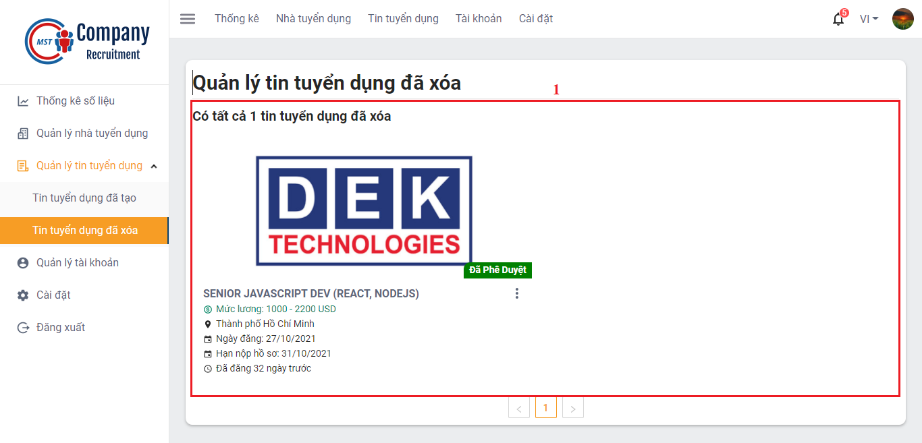 MST Company
Recruitment
Thống kê Nhà tuyển dụng Tin tuyển dụng Tài khoản Cài đặt
5
VI
Thống kê số liệu
Quản lý nhà tuyển dụng
Quản lý tin tuyển dụng
Tin tuyển dụng đã tạo
Tin tuyển dụng đã xóa
Quản lý tài khoản
Cài đặt
Đăng xuất
Quản lý tin tuyển dụng đã xóa
1
Có tất cả 1 tin tuyển dụng đã xóa
DEK
TECHNOLOGIES
Đã Phê Duyệt
SENIOR JAVASCRIPT DEV (REACT, NODEJS)
Mức lương: 1000 - 2200 USD
Thành phố Hồ Chí Minh
Ngày đăng: 27/10/2021
Hạn nộp hồ sơ: 31/10/2021
Đã đăng 32 ngày trước
< 1 >